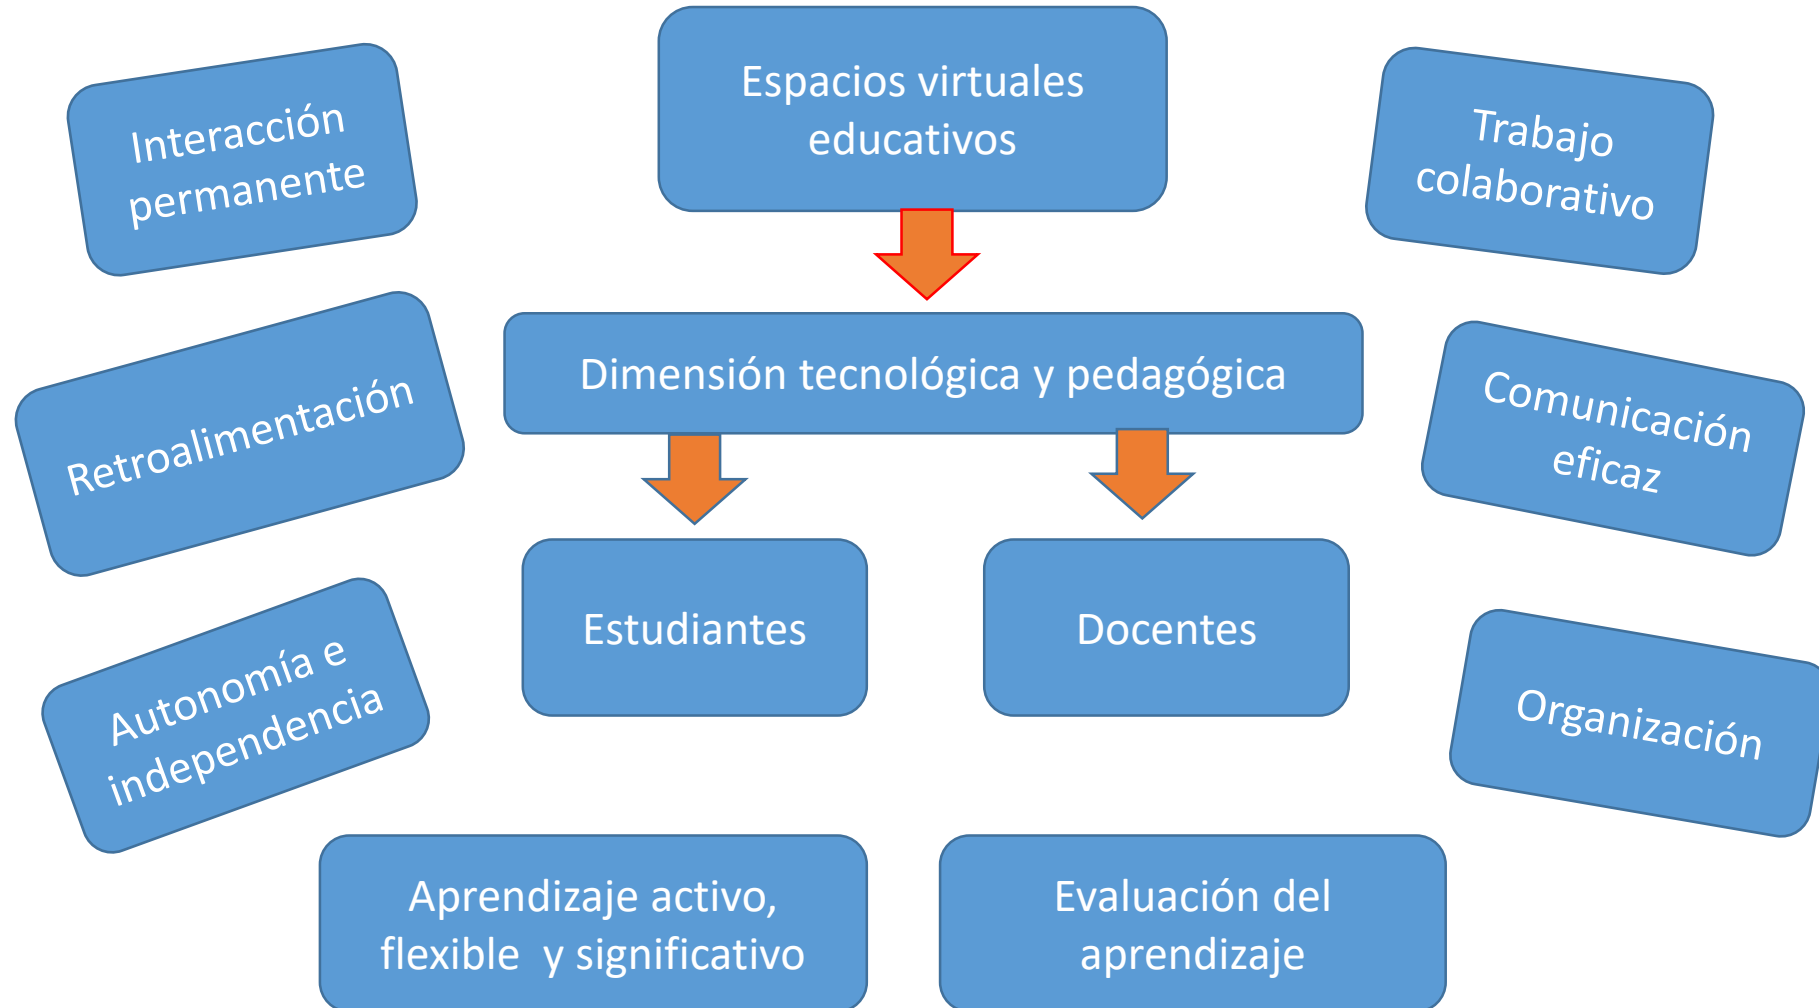 Espacios virtuales
educativos
Interacción
permanente
Trabajo
colaborativo
Dimensión tecnológica y pedagógica
Retroalimentación
Comunicación
eficaz
Estudiantes
Docentes
Autonomía e
independencia
Organización
Aprendizaje activo,
flexible  y significativo
Evaluación del
aprendizaje